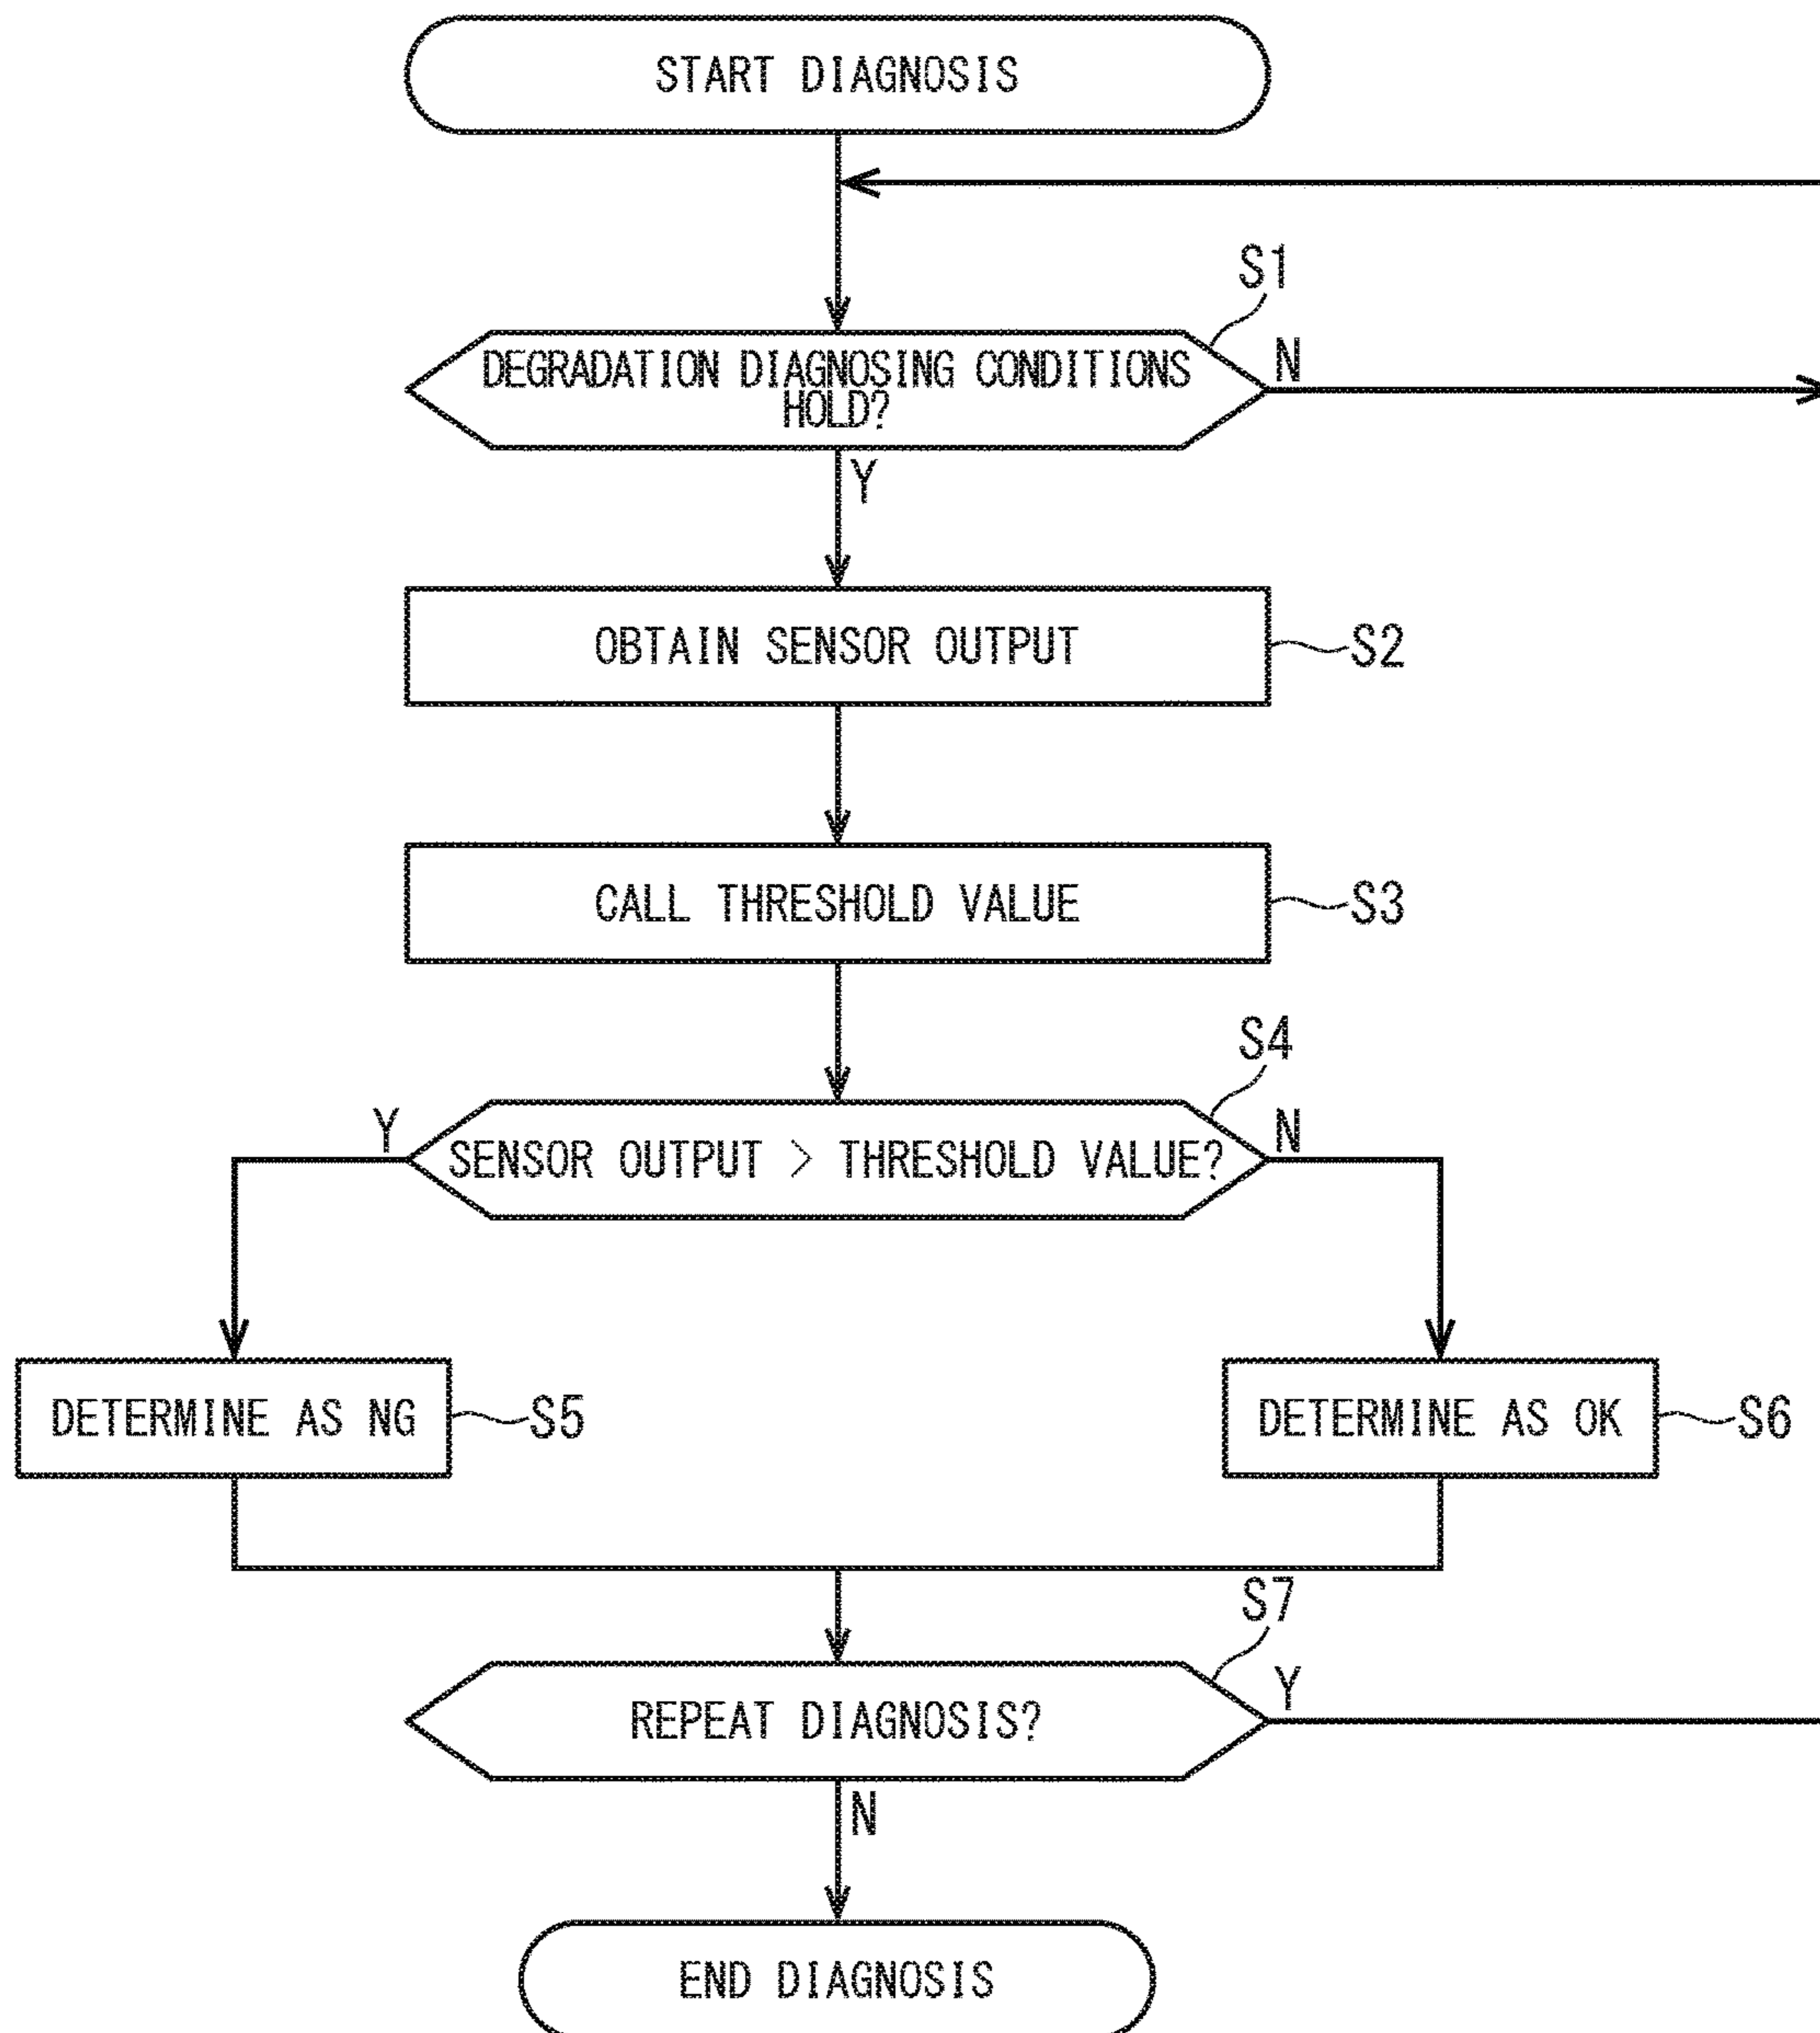 START DIAGNOSIS
S1
DEGRADATION DIAGNOSING CONDITIONS
HOLD?
N
Y
OBTAIN SENSOR OUTPUT
S2
CALL THRESHOLD VALUE
S3
S4
Y
SENSOR OUTPUT > THRESHOLD VALUE?
N
DETERMINE AS NG
S5
DETERMINE AS OK
S6
S7
REPEAT DIAGNOSIS?
Y
N
END DIAGNOSIS